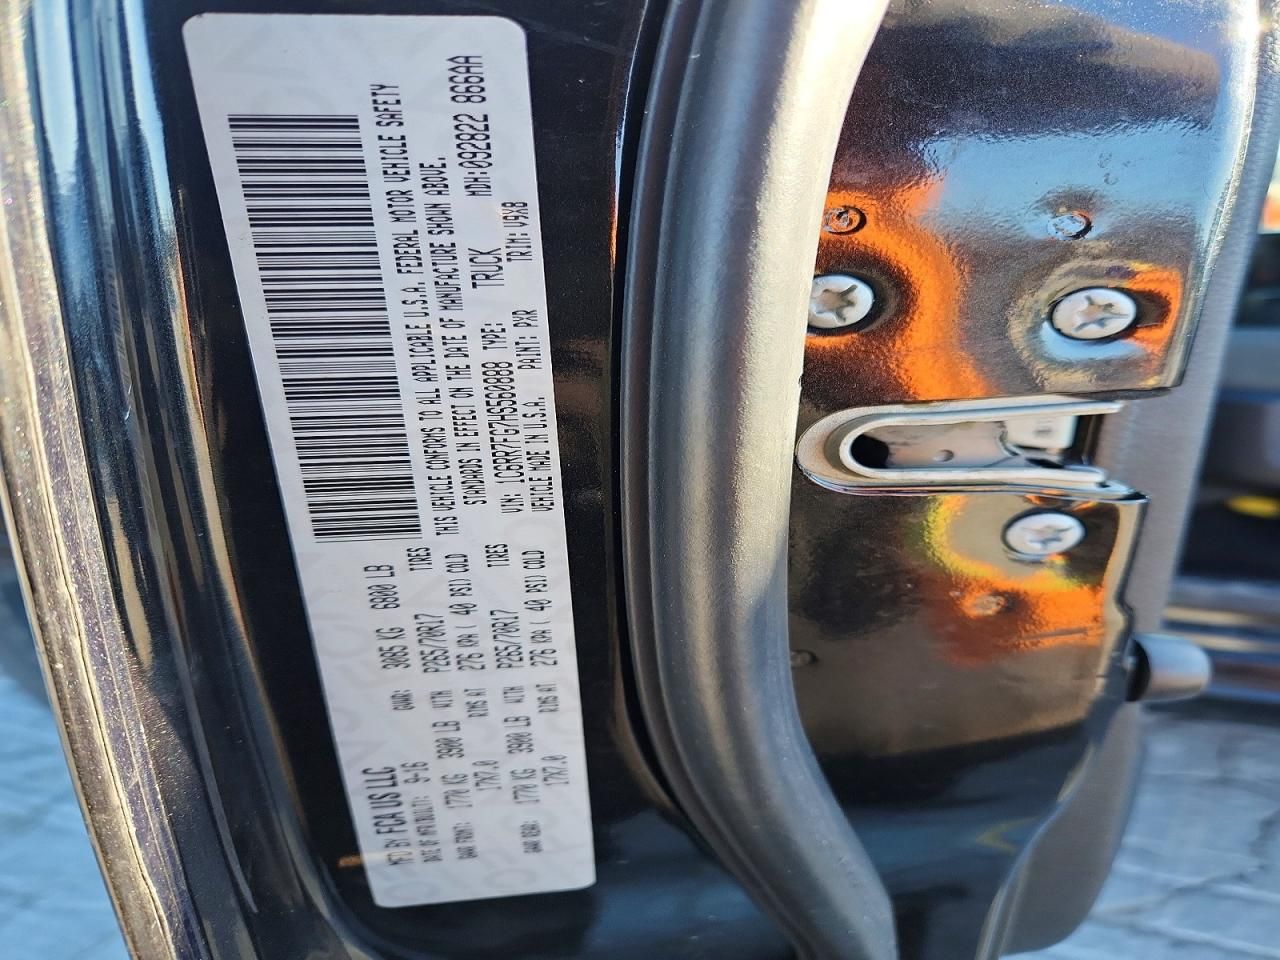 MFD BY FCA US LLC
DATE OF MFR(BUILT): 9-16 GVWR: 3085 KG 6800 LB
GAWR FRONT: 1770 KG 3900 LB WITH P265/70R17 TIRES
17X7.0 RIMS AT 276 KPA ( 40 PSI) COLD
GAWR REAR: 1770 KG 3900 LB WITH P265/70R17 TIRES
17X7.0 RIMS AT 276 KPA ( 40 PSI) COLD
THIS VEHICLE CONFORMS TO ALL APPLICABLE U.S.A. FEDERAL MOTOR VEHICLE SAFETY
STANDARDS IN EFFECT ON THE DATE OF MANUFACTURE SHOWN ABOVE.
VIN: 1C6RR7FG7HS560888 TYPE: TRUCK MDH:092822 866AA
VEHICLE MADE IN U.S.A. PAINT: PXR TRIM: V9X8